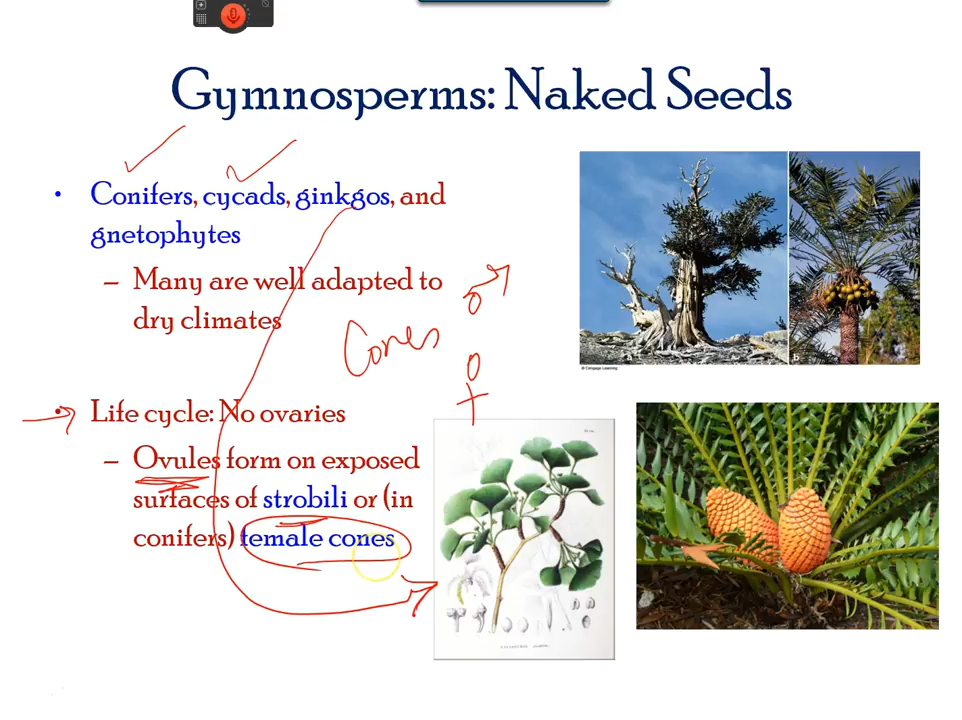 Gymnosperms: Naked Seeds
• Conifers, cycads, ginkgos, and
gnetophytes
– Many are well adapted to
dry climates
Cones
• Life cycle: No ovaries
– Ovules form on exposed
surfaces of strobili or (in
conifers) female cones
b
© Cengage Learning